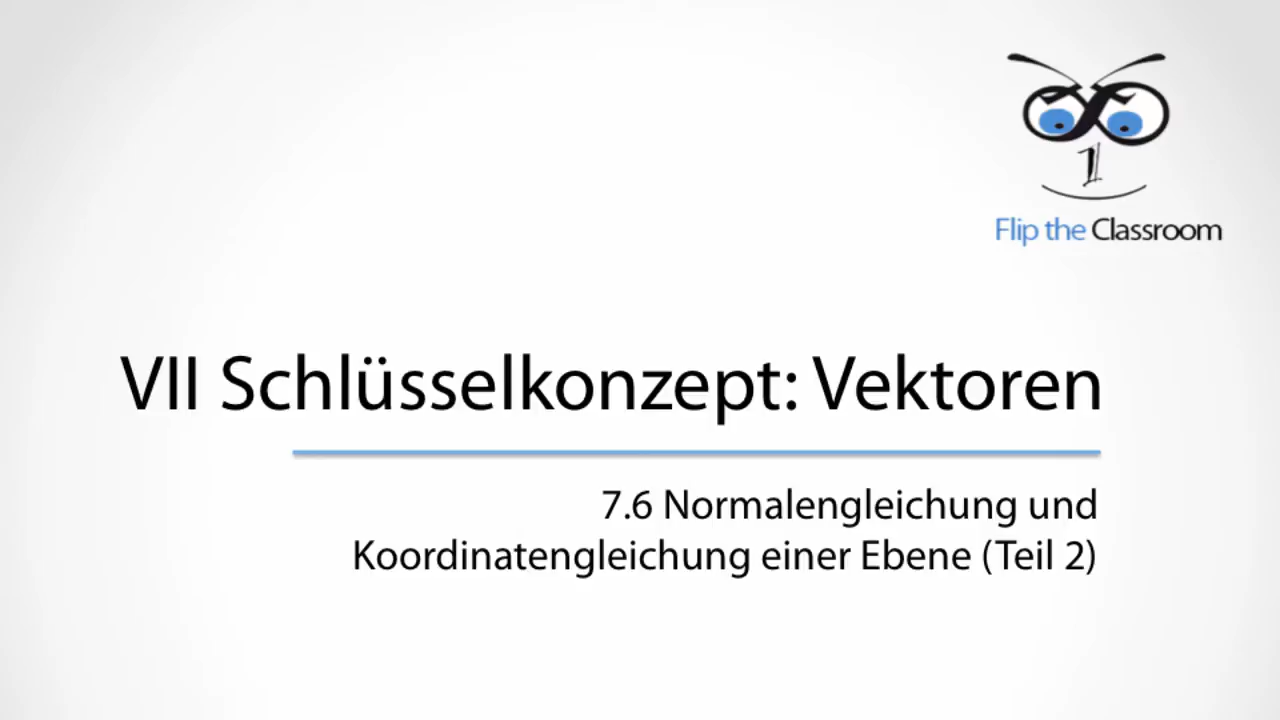 Flip the Classroom
VII Schlüsselkonzept: Vektoren
7.6 Normalengleichung und
Koordinatengleichung einer Ebene (Teil 2)